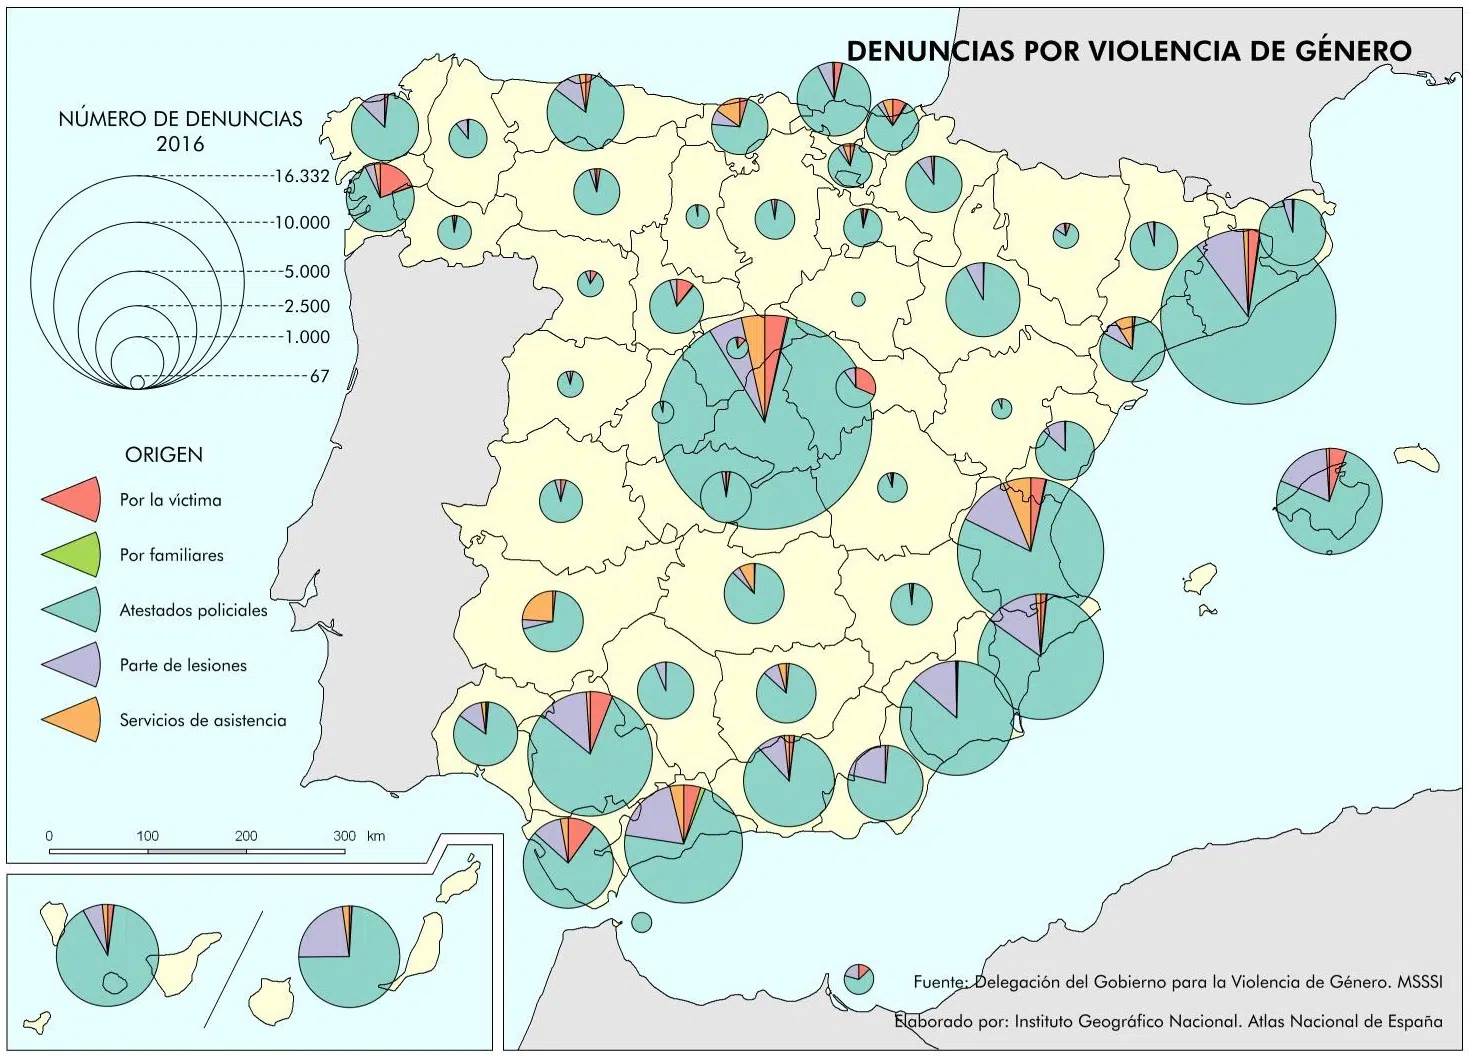 DENUNCIAS POR VIOLENCIA DE GÉNERO
NÚMERO DE DENUNCIAS
2016
16.332
10.000
5.000
2.500
1.000
67
ORIGEN
Por la víctima
Por familiares
Atestados policiales
Parte de lesiones
Servicios de asistencia
0 100 200 300 km
Fuente: Delegación del Gobierno para la Violencia de Género. MSSSI
Elaborado por: Instituto Geográfico Nacional. Atlas Nacional de España